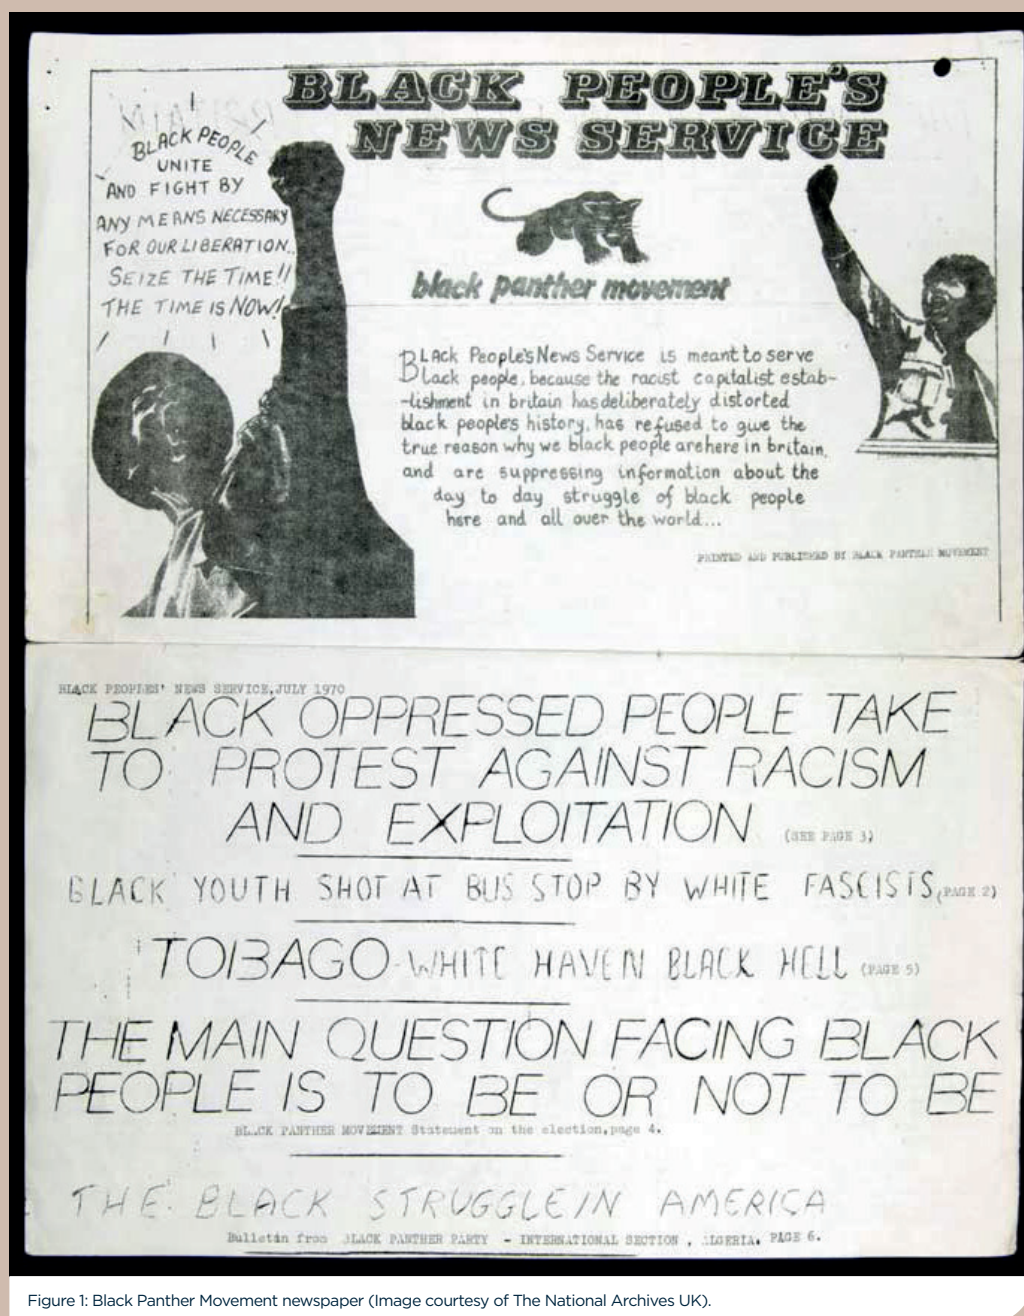 BLACK PEOPLE'S
NEWS SERVICE
BLACK PEOPLE
UNITE
AND FIGHT BY
ANY MEANS NECESSARY
FOR OUR LIBERATION.
SEIZE THE TIME!!
THE TIME IS NOW!
black panther movement
BLAck People's News Service is meant to serve
black people, because the racist capitalist estab-
-lishment in britain has deliberately distorted
black people's history, has refused to give the
true reason why we black people are here in britain,
and are suppressing information about the
day to day struggle of black people
here and all over the world...
PRINTED AND PUBLISHED BY BLACK PANTHER MOVEMENT
BLACK PEOPLES' NEWS SERVICE, JULY 1970
BLACK OPPRESSED PEOPLE TAKE
TO PROTEST AGAINST RACISM
AND EXPLOITATION (SEE PAGE 3)
BLACK YOUTH SHOT AT BUS STOP BY WHITE FASCISTS (PAGE 2)
TOBAGO-WHITE HAVEN BLACK HELL (PAGE 5)
THE MAIN QUESTION FACING BLACK
PEOPLE IS TO BE OR NOT TO BE
BLACK PANTHER MOVEMENT Statement on the election, page 4.
THE BLACK STRUGGLE IN AMERICA
Bulletin from BLACK PANTHER PARTY - INTERNATIONAL SECTION, ALGERIA. PAGE 6.
Figure 1: Black Panther Movement newspaper (Image courtesy of The National Archives UK).